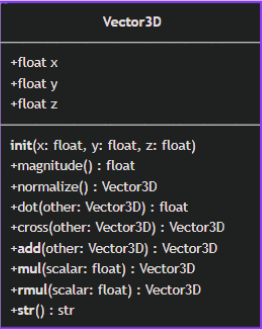 Vector3D
+float x
+float y
+float z
init(x: float, y: float, z: float)
+magnitude() : float
+normalize() : Vector3D
+dot(other: Vector3D) : float
+cross(other: Vector3D) : Vector3D
+add(other: Vector3D) : Vector3D
+mul(scalar: float) : Vector3D
+rmul(scalar: float) : Vector3D
+str() : str